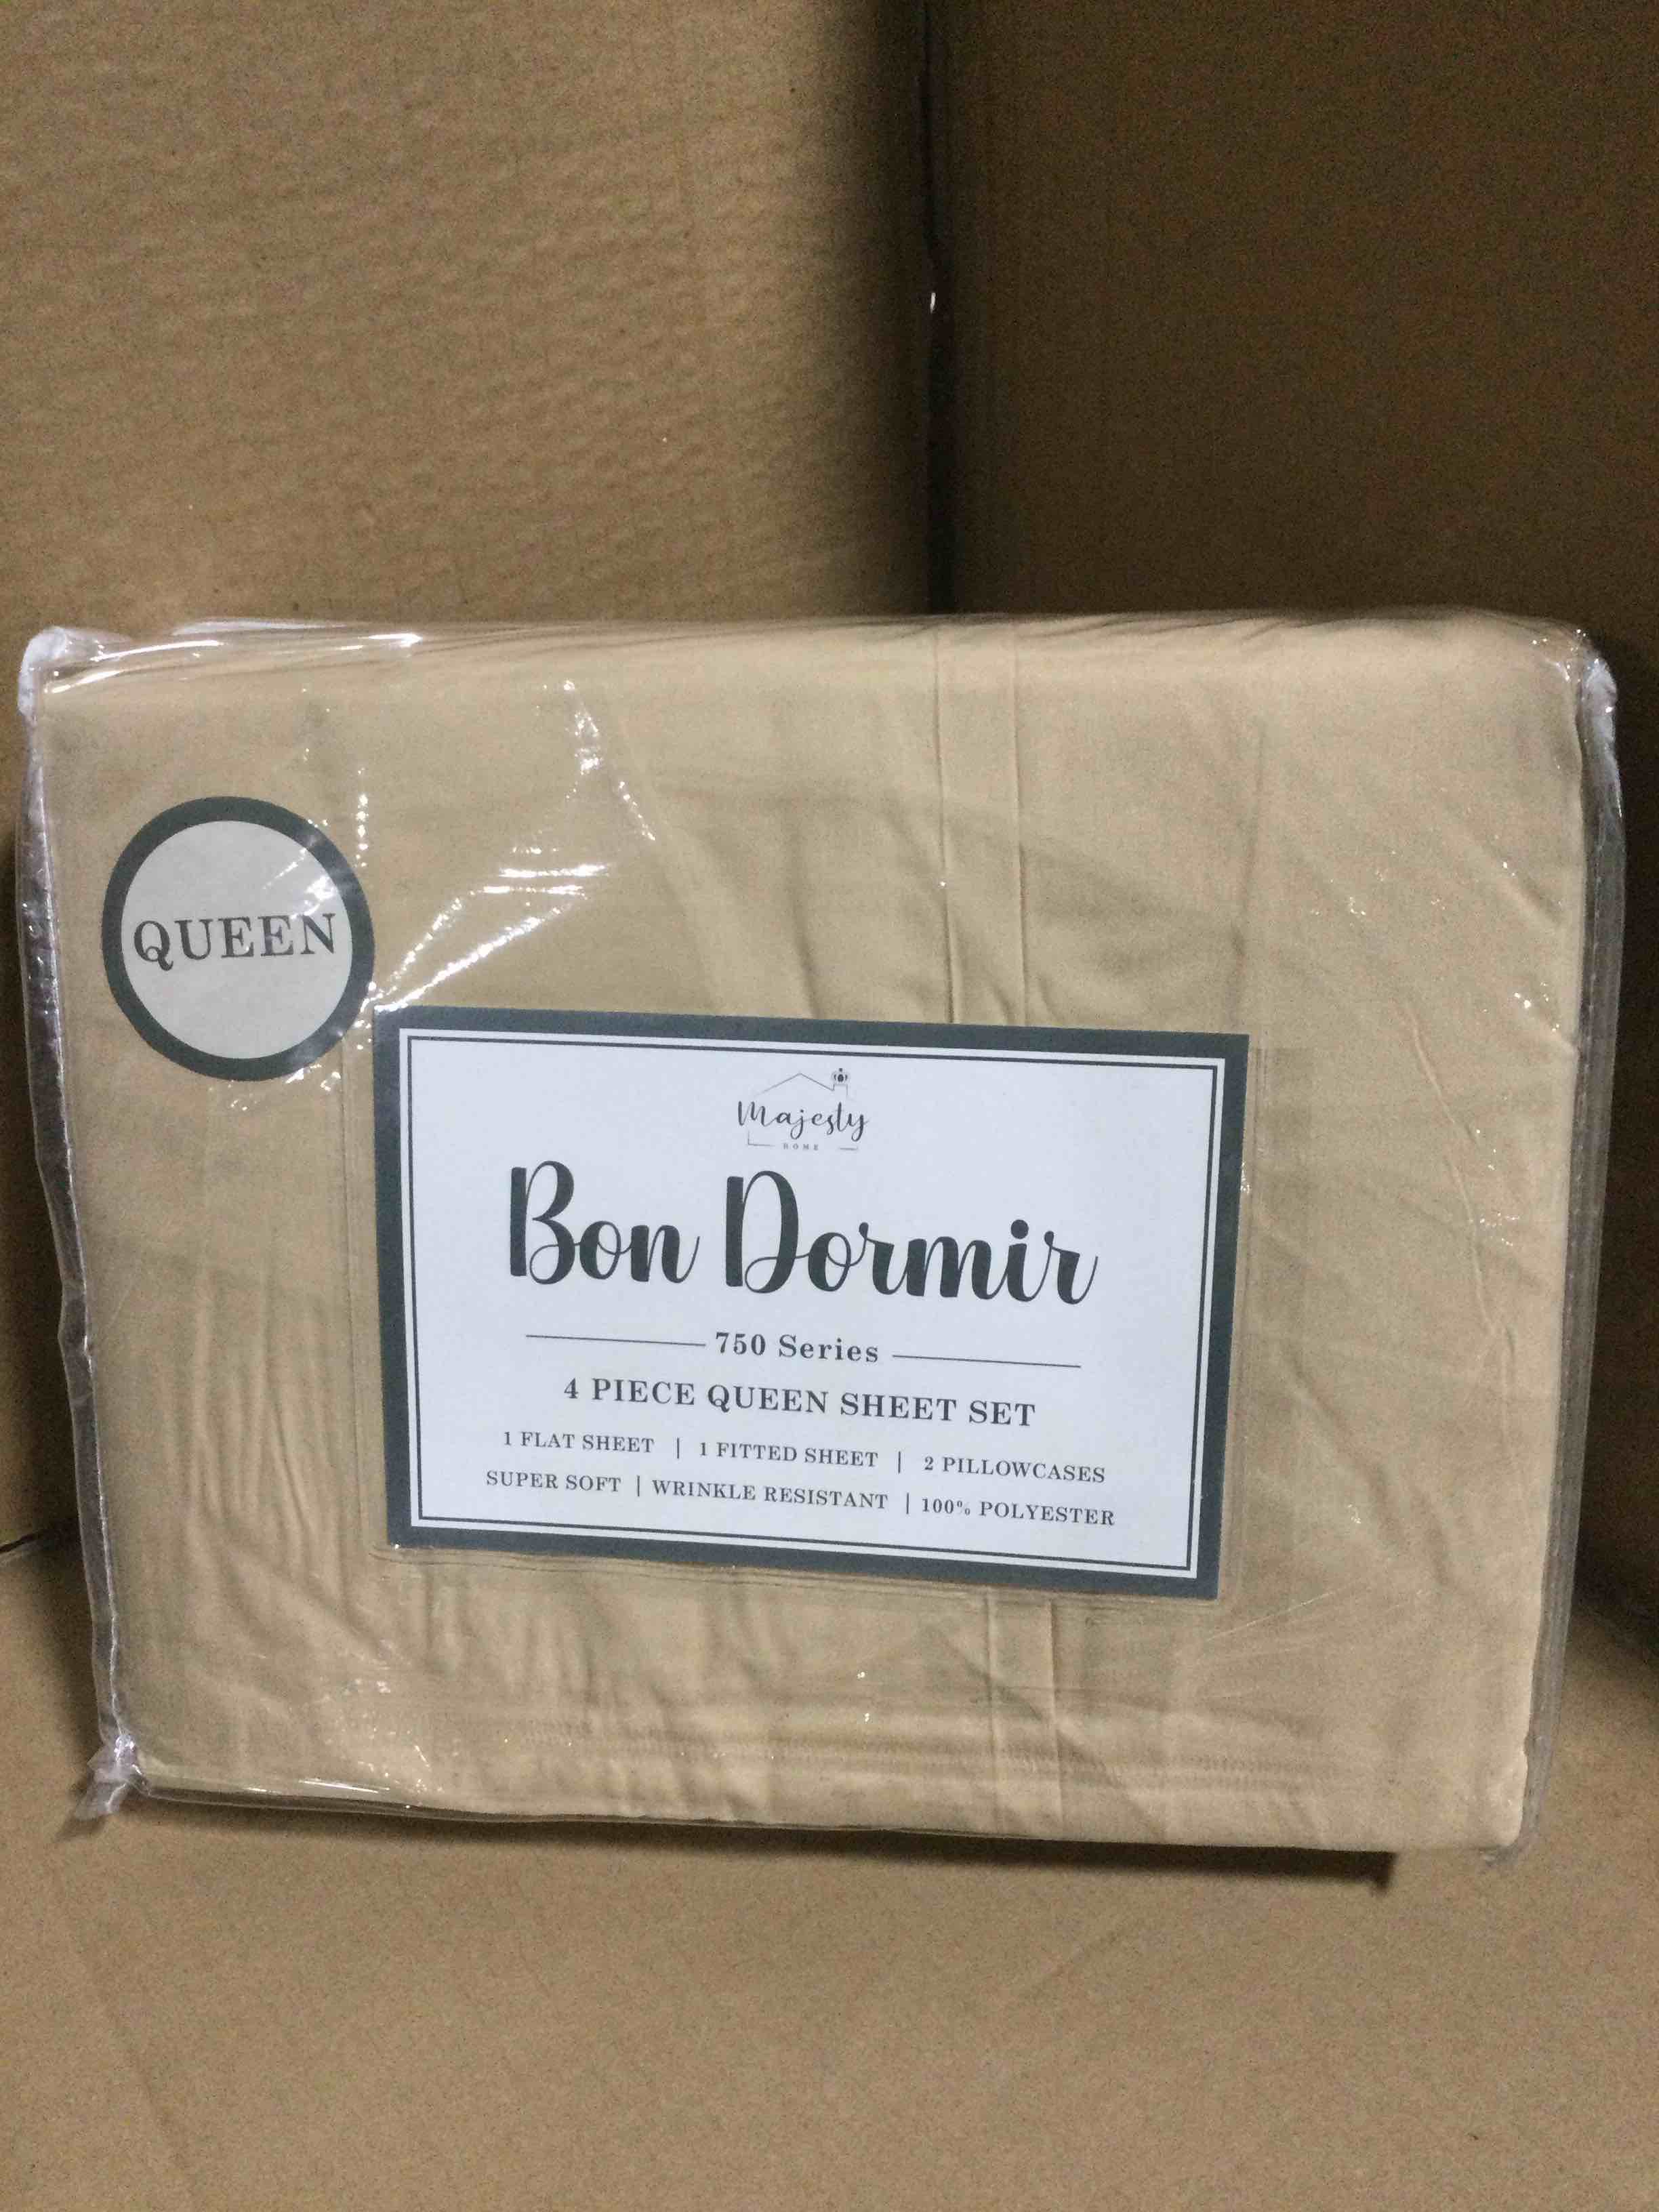 QUEEN
Majesty
HOME
Bon Dormir
750 Series
4 PIECE QUEEN SHEET SET
1 FLAT SHEET | 1 FITTED SHEET | 2 PILLOWCASES
SUPER SOFT | WRINKLE RESISTANT | 100% POLYESTER